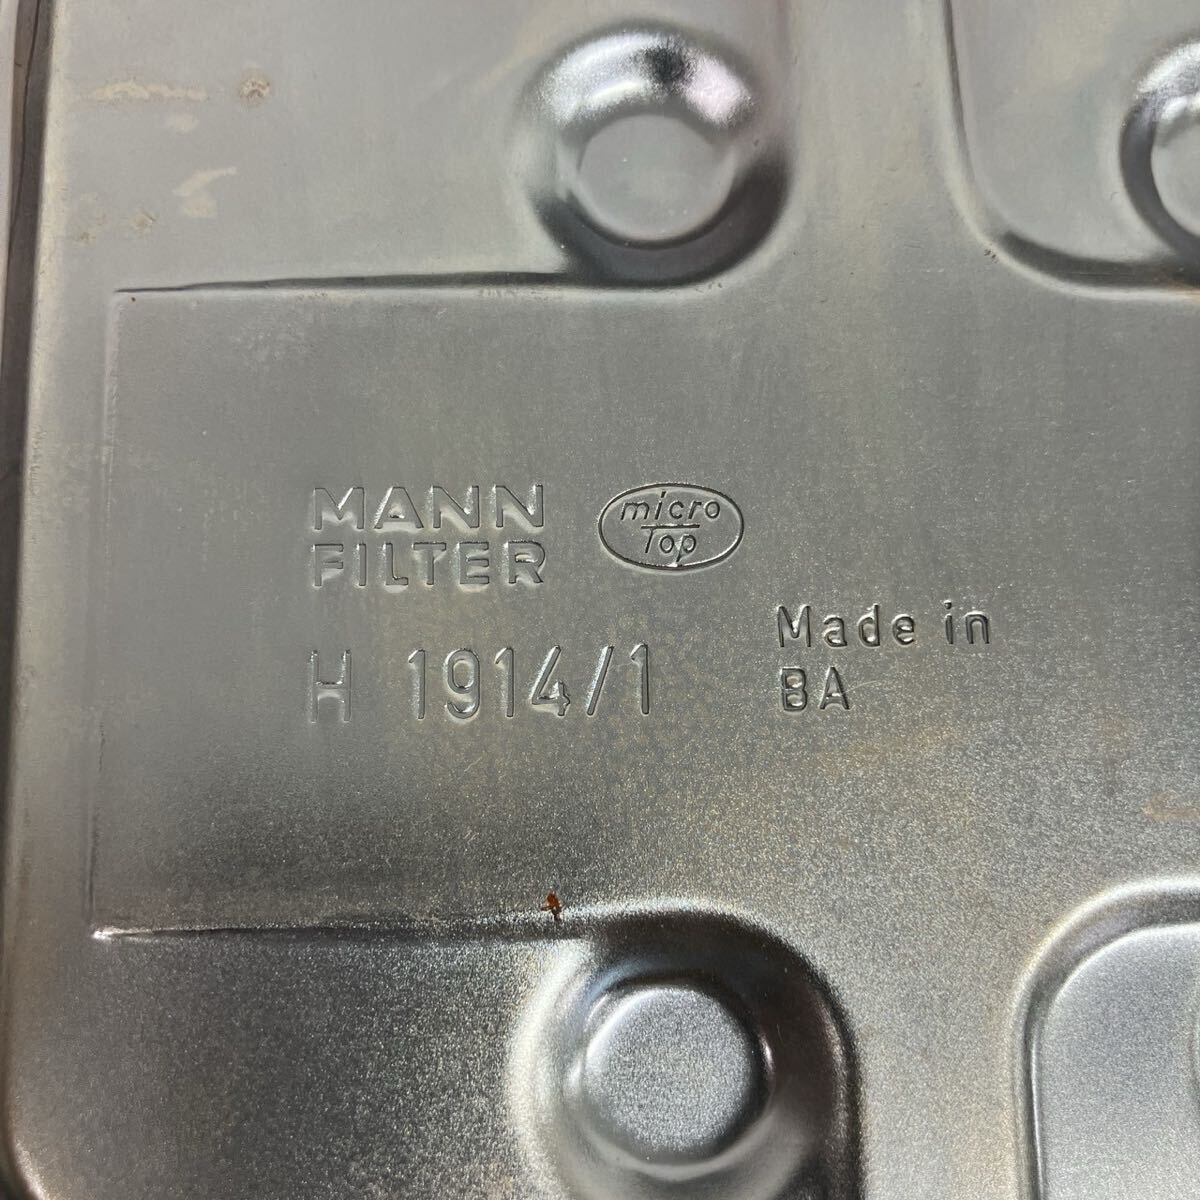 MANN
FILTER
micro
Top
H 1914/1
Made in
BA